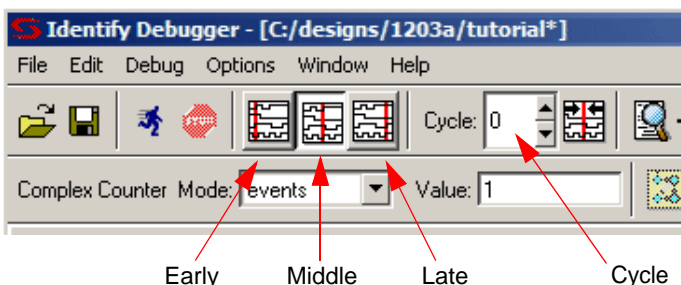 Identify Debugger - [C:/designs/1203a/tutorial*]
File Edit Debug Options Window Help
STOP Cycle: 0
Complex Counter Mode: events Value: 1
Early Middle Late Cycle